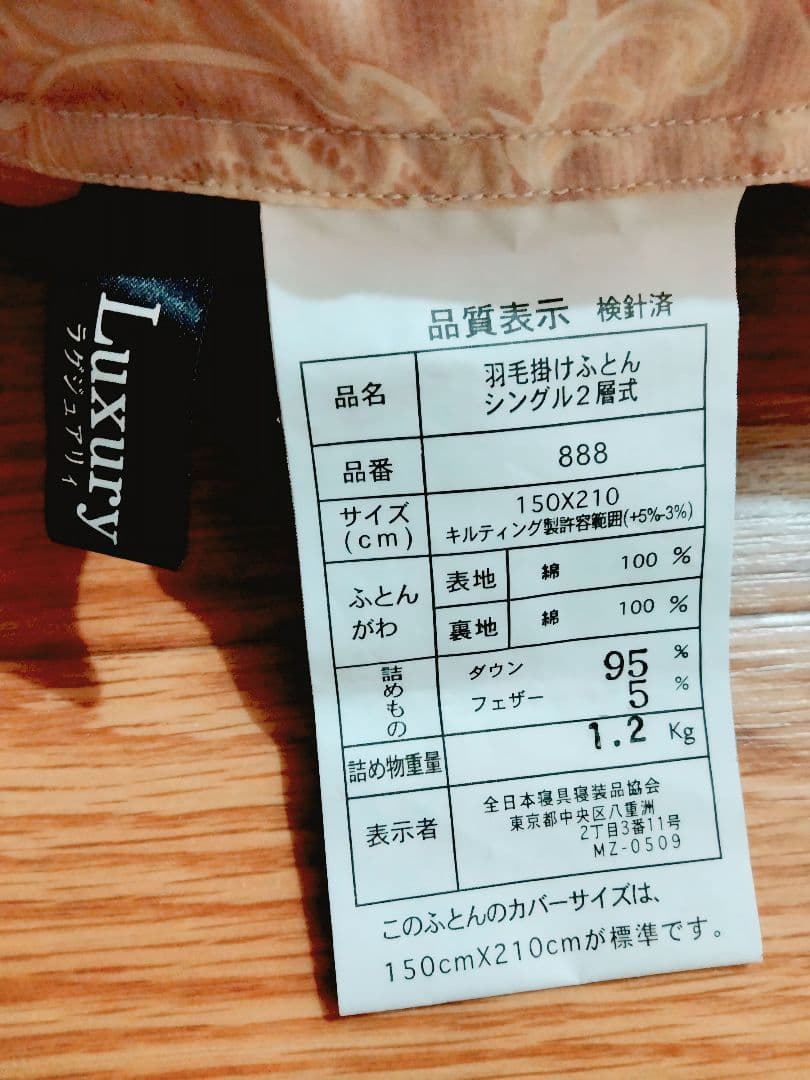 Luxury
ラグジュアリィ
品質表示 検針済
品名 羽毛掛けふとん
シングル2層式
品番 888
サイズ
(cm) 150X210
キルティング製許容範囲(+5%-3%)
ふとん
がわ
表地 綿 100 %
裏地 綿 100 %
詰めもの
ダウン 95 %
フェザー 5 %
詰め物重量 1.2 Kg
表示者
全日本寝具寝装品協会
東京都中央区八重洲
2丁目3番11号
MZ-0509
このふとんのカバーサイズは、
150cmX210cmが標準です。